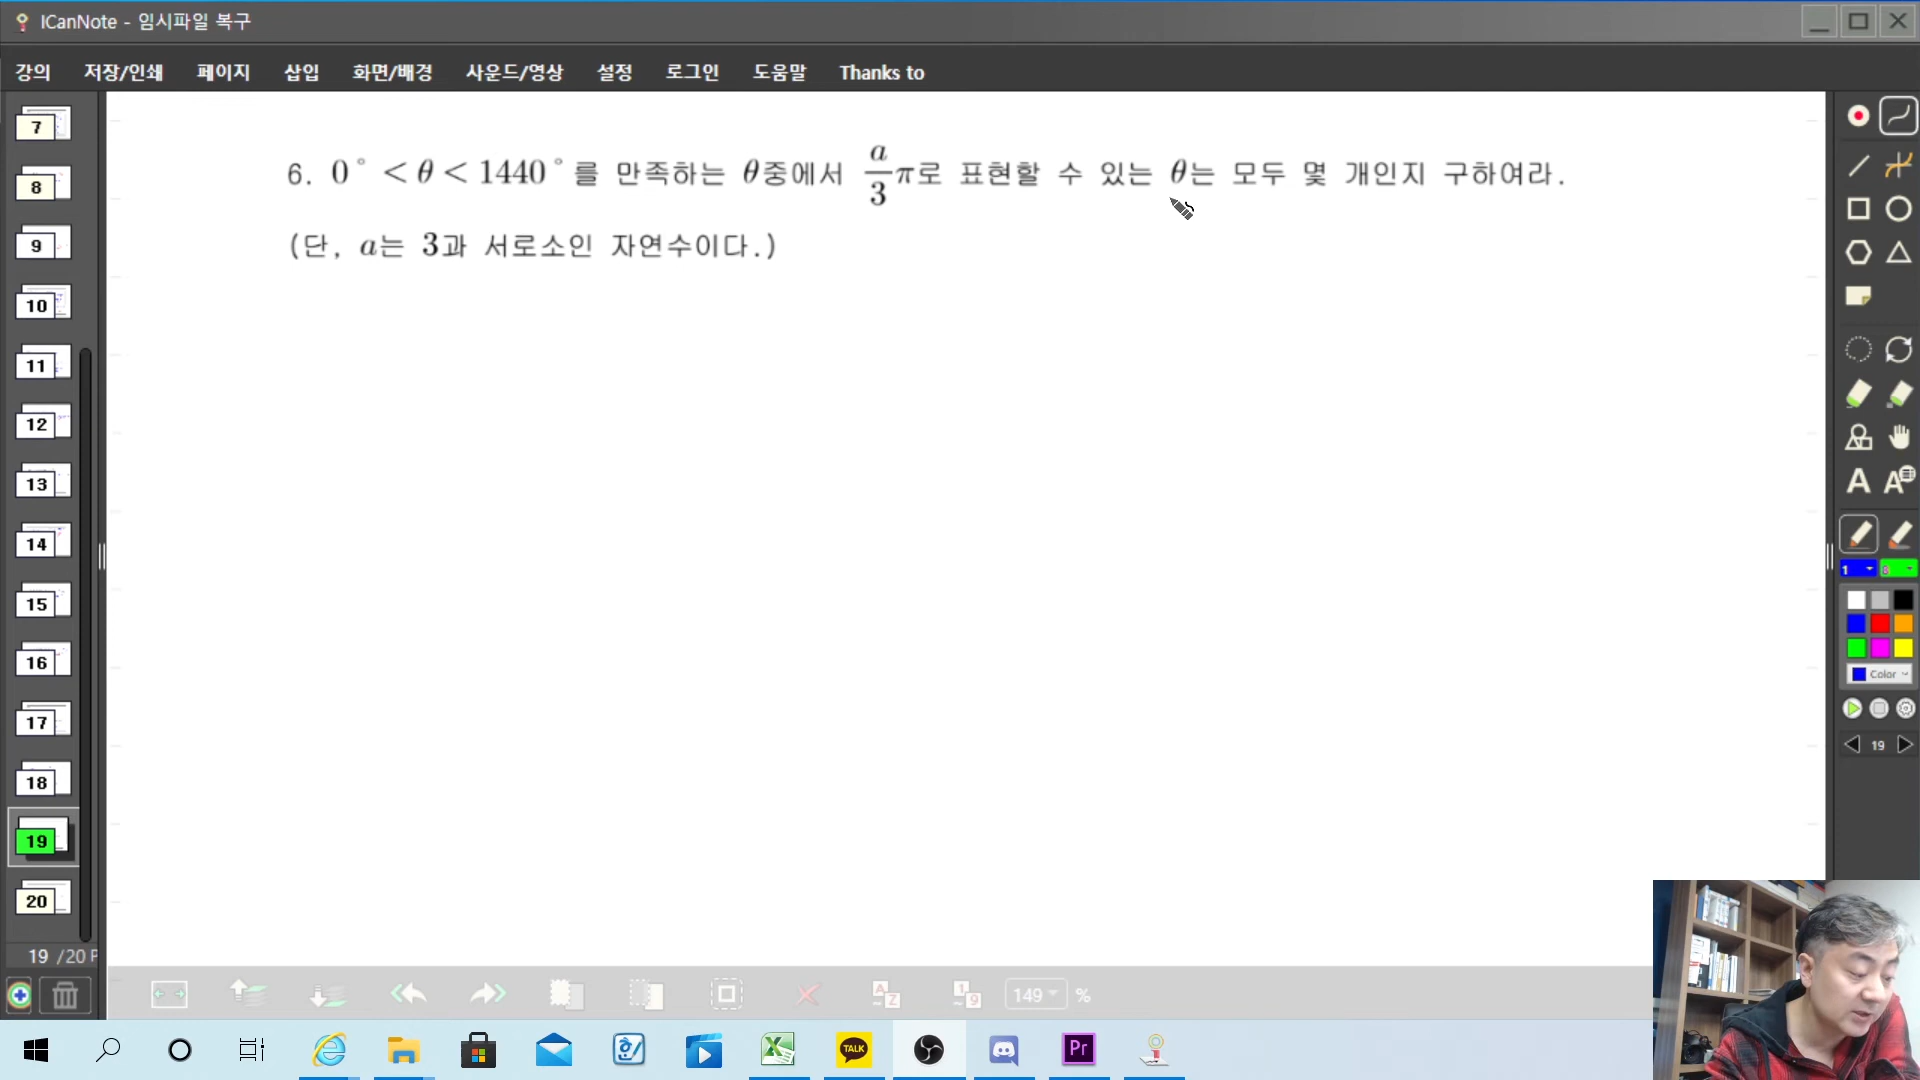 ICanNote - 임시파일 복구
강의 저장/인쇄 페이지 삽입 화면/배경 사운드/영상 설정 로그인 도움말 Thanks to
7
8
9
10
11
12
13
14
15
16
17
18
19
20
19 /20 P
6. 0° < θ < 1440°를 만족하는 θ중에서 a/3 π로 표현할 수 있는 θ는 모두 몇 개인지 구하여라.
(단, a는 3과 서로소인 자연수이다.)
A A
1
Color
19
A Z
1 9
149 %
TALK
Pr